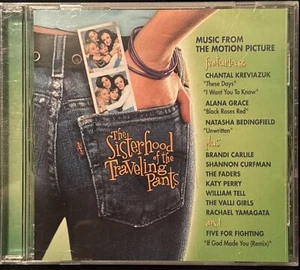 MUSIC FROM
THE MOTION PICTURE
featuring
CHANTAL KREVIAZUK
"These Days"
"I Want You To Know"
ALANA GRACE
"Black Roses Red"
NATASHA BEDINGFIELD
"Unwritten"
plus
BRANDI CARLILE
SHANNON CURFMAN
THE FADERS
KATY PERRY
WILLIAM TELL
THE VALLI GIRLS
RACHAEL YAMAGATA
and
FIVE FOR FIGHTING
"If God Made You (Remix)"
The
Sisterhood
of the
Traveling
Pants